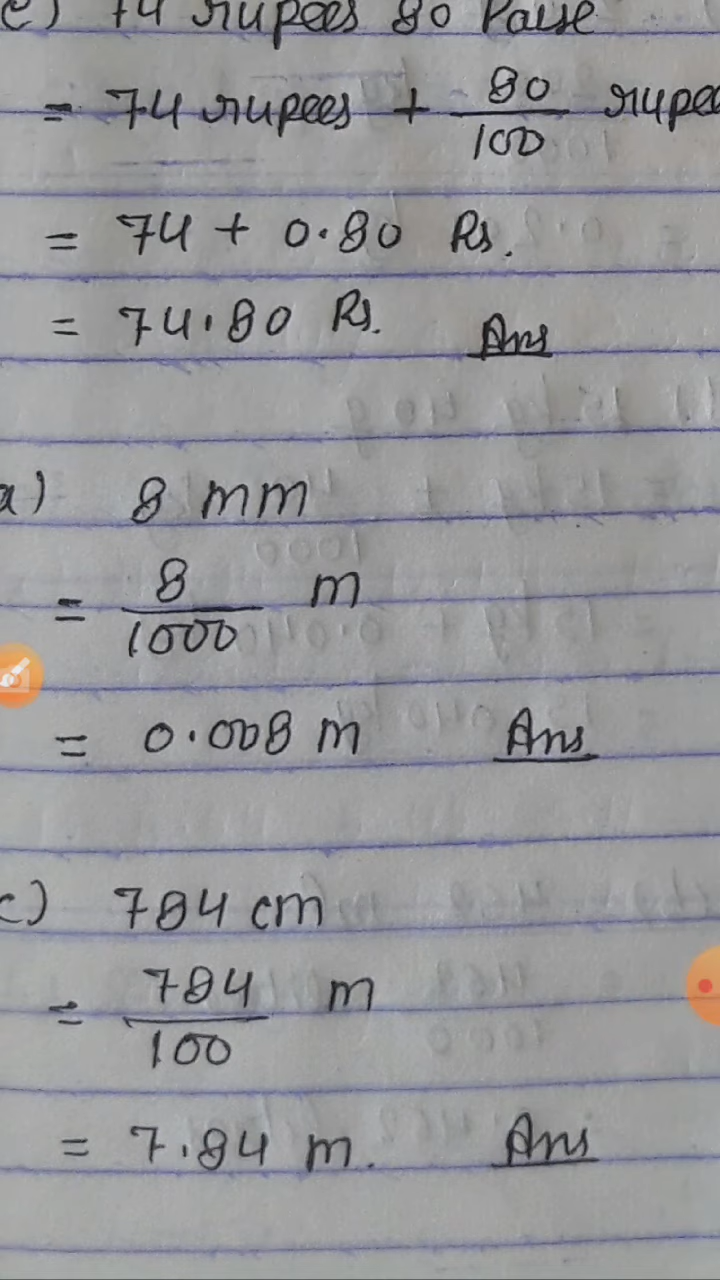 e) 74 rupees 80 Paise
= 74 rupees + 80/100 rupee
= 74 + 0.80 Rs.
= 74.80 Rs. Ans
a) 8 mm
= 8/1000 m
= 0.008 m Ans
c) 784 cm
= 784/100 m
= 7.84 m. Ans